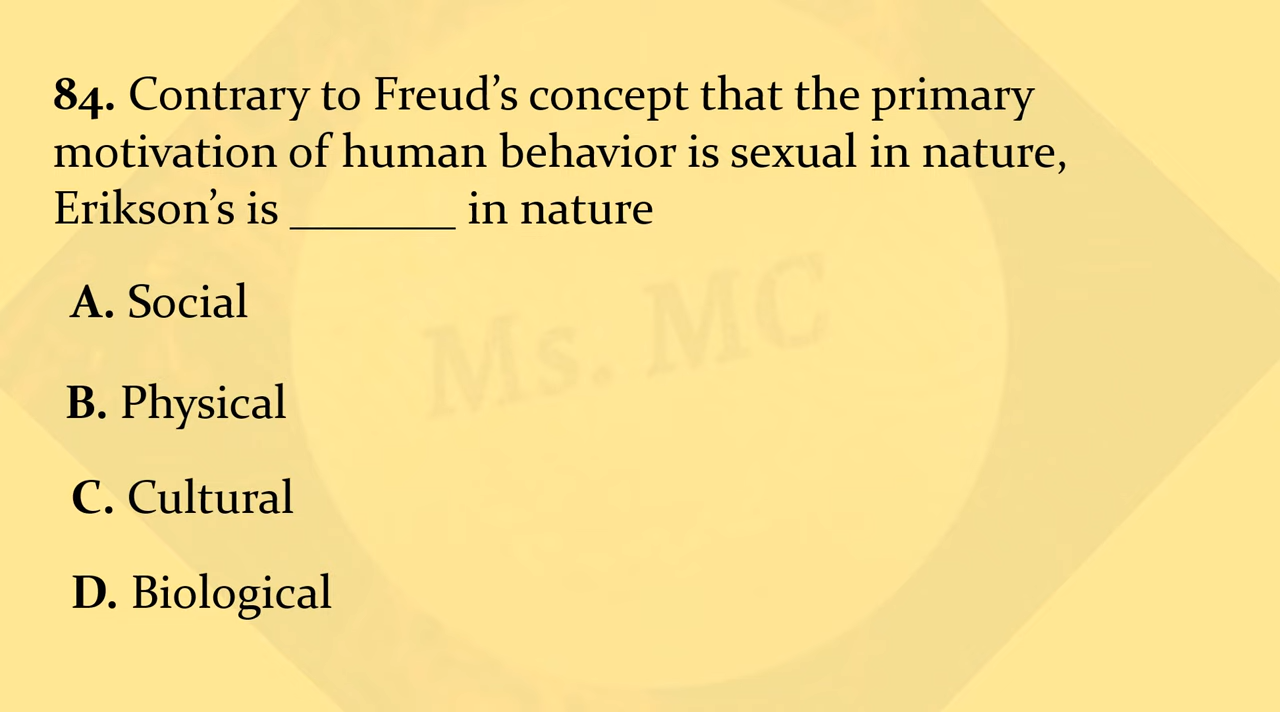 84. Contrary to Freud’s concept that the primary
motivation of human behavior is sexual in nature,
Erikson’s is ________ in nature
A. Social
Ms. MC
B. Physical
C. Cultural
D. Biological